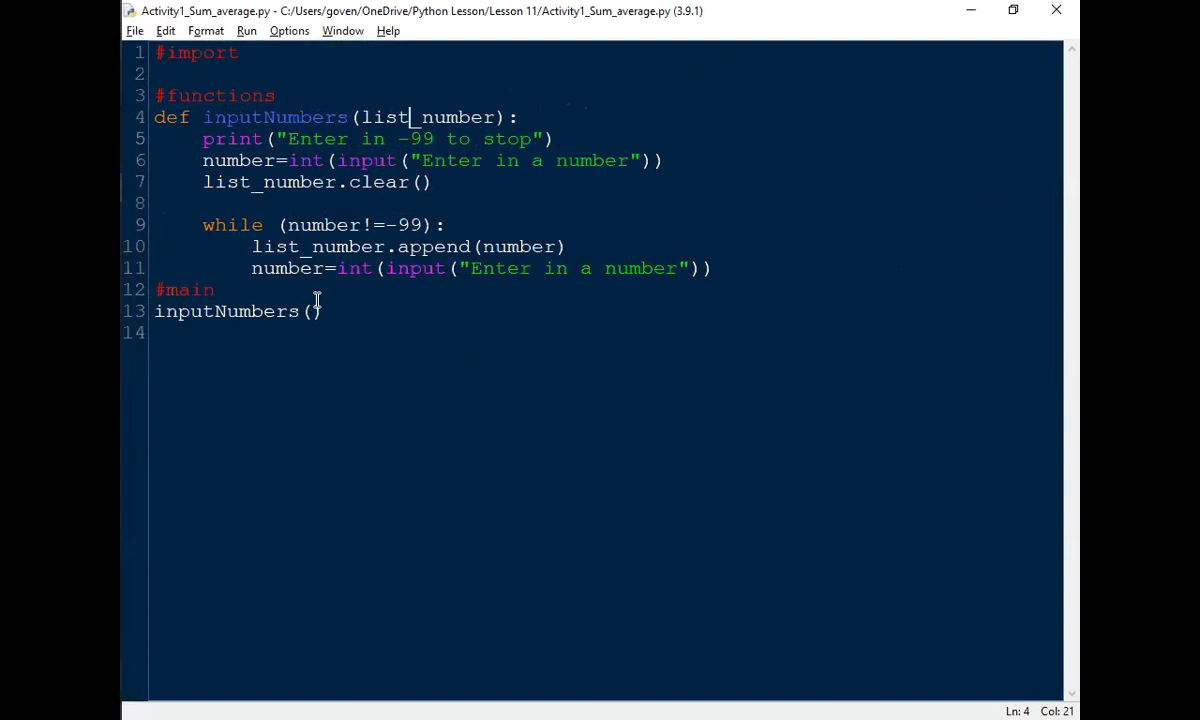 Activity1_Sum_average.py - C:/Users/goven/OneDrive/Python Lesson/Lesson 11/Activity1_Sum_average.py (3.9.1)
File Edit Format Run Options Window Help
1 #import
2
3 #functions
4 def inputNumbers(list_number):
5     print("Enter in -99 to stop")
6     number=int(input("Enter in a number"))
7     list_number.clear()
8
9     while (number!=-99):
10         list_number.append(number)
11         number=int(input("Enter in a number"))
12 #main
13 inputNumbers()
14
Ln: 4 Col: 21